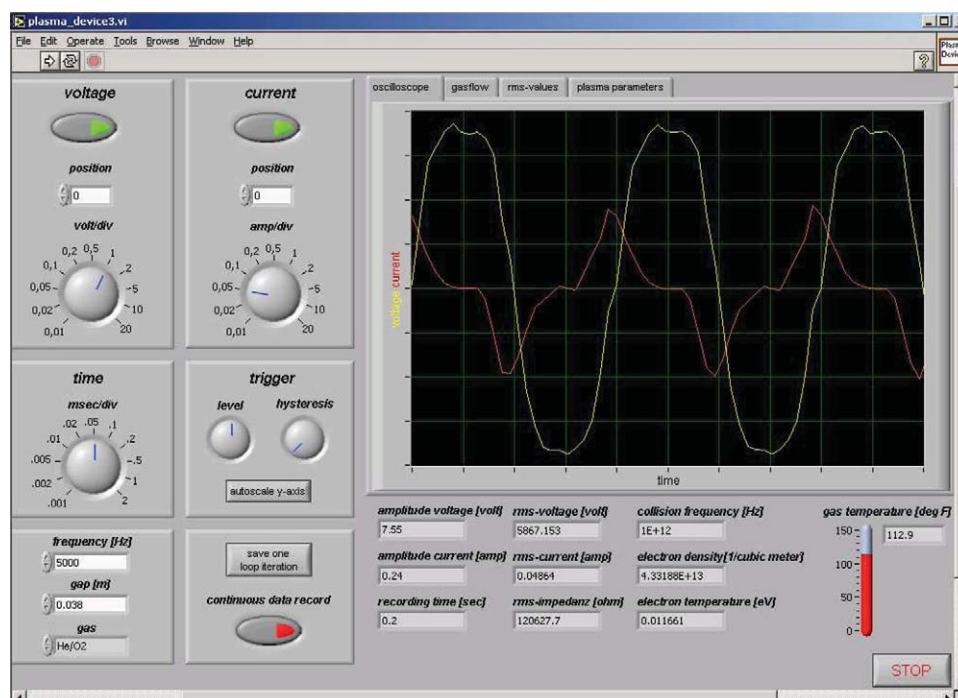 plasma_device3.vi
File Edit Operate Tools Browse Window Help
?
voltage
position
0
volt/div
0,01 0,02 0,05 0,1 0,2 0,5 1 2 5 10 20
current
position
0
amp/div
0,01 0,02 0,05 0,1 0,2 0,5 1 2 5 10 20
time
msec/div
.001 .002 .005 .01 .02 .05 .1 .2 .5 1 2
trigger
level hysteresis
autoscale y-axis
frequency [Hz]
5000
gap [m]
0.038
gas
He/O2
save one
loop iteration
continuous data record
oscilloscope gasflow rms-values plasma parameters
voltage current
time
amplitude voltage [volt] rms-voltage [volt] collision frequency [Hz]
7.55 5867.153 1E+12
amplitude current [amp] rms-current [amp] electron density[1/cubic meter]
0.24 0.04864 4.33188E+13
recording time [sec] rms-impedanz [ohm] electron temperature [eV]
0.2 120627.7 0.011661
gas temperature [deg F]
150 100 50 0
112.9
STOP